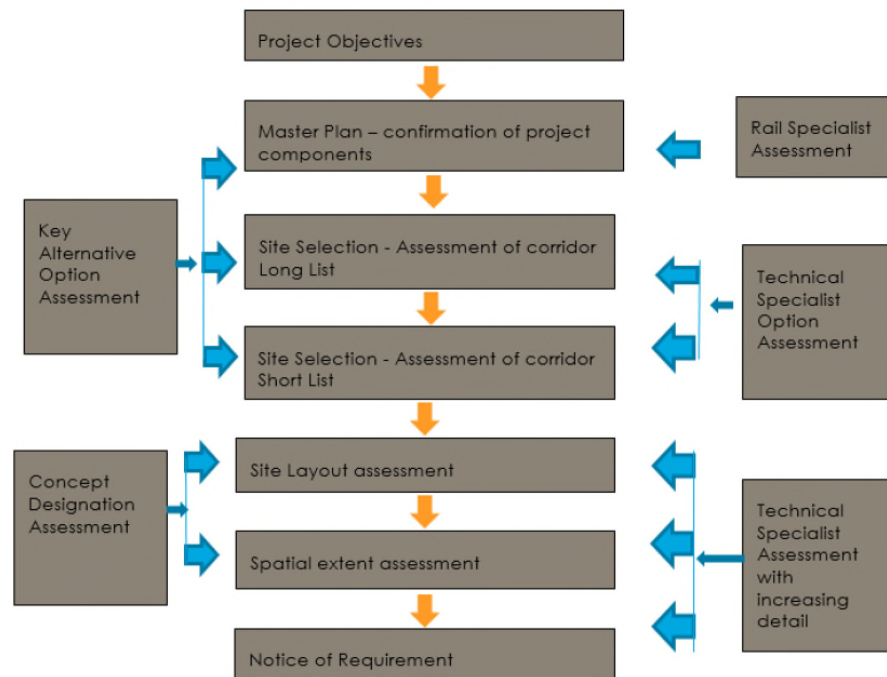 Project Objectives
Master Plan – confirmation of project
components
Rail Specialist
Assessment
Key
Alternative
Option
Assessment
Site Selection - Assessment of corridor
Long List
Technical
Specialist
Option
Assessment
Site Selection - Assessment of corridor
Short List
Concept
Designation
Assessment
Site Layout assessment
Technical
Specialist
Assessment
with
increasing
detail
Spatial extent assessment
Notice of Requirement